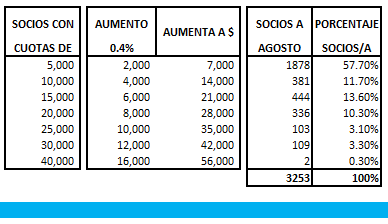 SOCIOS CON CUOTAS DE AUMENTO 0.4% AUMENTA A $ SOCIOS A AGOSTO PORCENTAJE SOCIOS/A
5,000 2,000 7,000 1878 57.70%
10,000 4,000 14,000 381 11.70%
15,000 6,000 21,000 444 13.60%
20,000 8,000 28,000 336 10.30%
25,000 10,000 35,000 103 3.10%
30,000 12,000 42,000 109 3.30%
40,000 16,000 56,000 2 0.30%
3253 100%